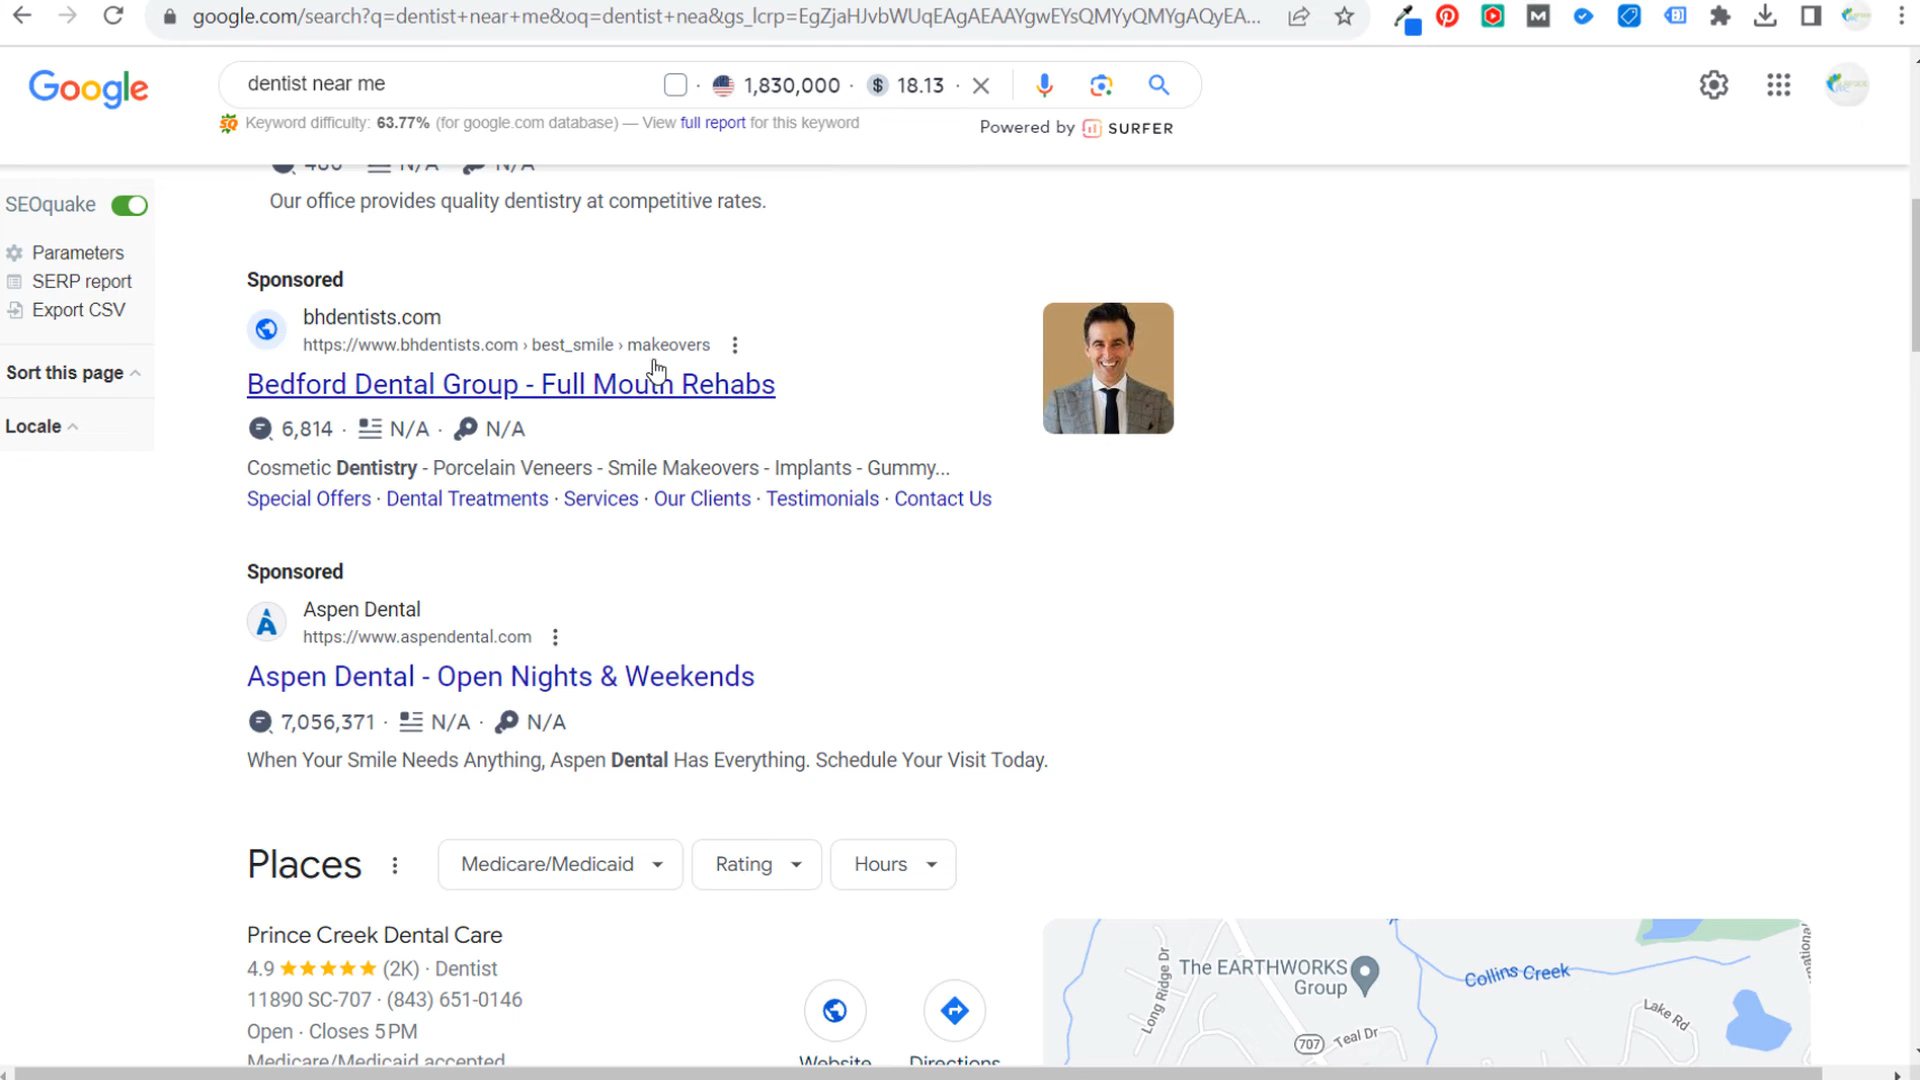 google.com/search?q=dentist+near+me&oq=dentist+nea&gs_lcrp=EgZjaHJvbWUqEAgAEAAYgwEYsQMYyQMYgAQyEA...
Google
dentist near me
1,830,000 · $ 18.13 ·
Keyword difficulty: 63.77% (for google.com database) — View full report for this keyword
Powered by SURFER
480 N/A · N/A
Our office provides quality dentistry at competitive rates.
SEOquake
Parameters
SERP report
Export CSV
Sort this page
Locale
Sponsored
bhdentists.com
https://www.bhdentists.com › best_smile › makeovers
Bedford Dental Group - Full Mouth Rehabs
6,814 · N/A · N/A
Cosmetic Dentistry - Porcelain Veneers - Smile Makeovers - Implants - Gummy...
Special Offers · Dental Treatments · Services · Our Clients · Testimonials · Contact Us
Sponsored
Aspen Dental
https://www.aspendental.com
Aspen Dental - Open Nights & Weekends
7,056,371 · N/A · N/A
When Your Smile Needs Anything, Aspen Dental Has Everything. Schedule Your Visit Today.
Places
Medicare/Medicaid
Rating
Hours
Prince Creek Dental Care
4.9 (2K) · Dentist
11890 SC-707 · (843) 651-0146
Open · Closes 5 PM
Medicare/Medicaid accepted
Website
Directions
Long Ridge Dr
The EARTHWORKS
Group
Collins Creek
Lake Rd
707
Teal Dr